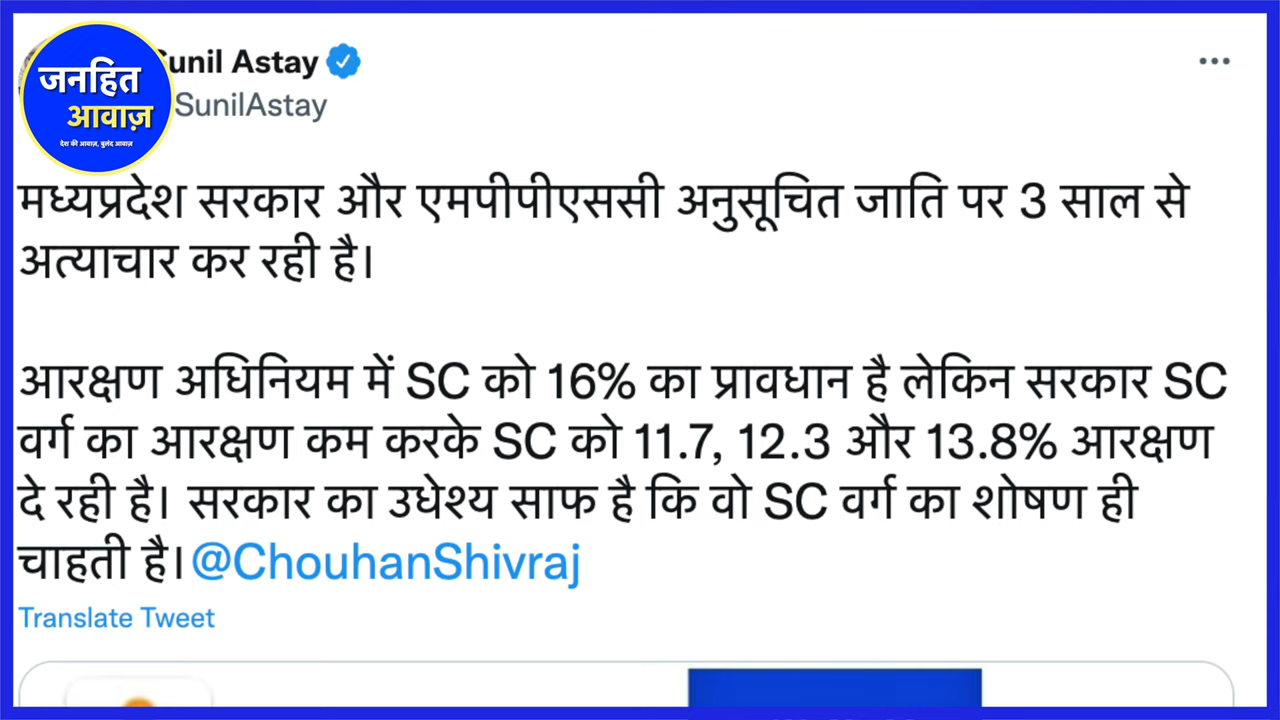 जनहित
आवाज़
देश की आवाज़, बुलंद आवाज़
Sunil Astay
SunilAstay
मध्यप्रदेश सरकार और एमपीपीएससी अनुसूचित जाति पर 3 साल से
अत्याचार कर रही है।
आरक्षण अधिनियम में SC को 16% का प्रावधान है लेकिन सरकार SC
वर्ग का आरक्षण कम करके SC को 11.7, 12.3 और 13.8% आरक्षण
दे रही है। सरकार का उधेश्य साफ है कि वो SC वर्ग का शोषण ही
चाहती है। @ChouhanShivraj
Translate Tweet